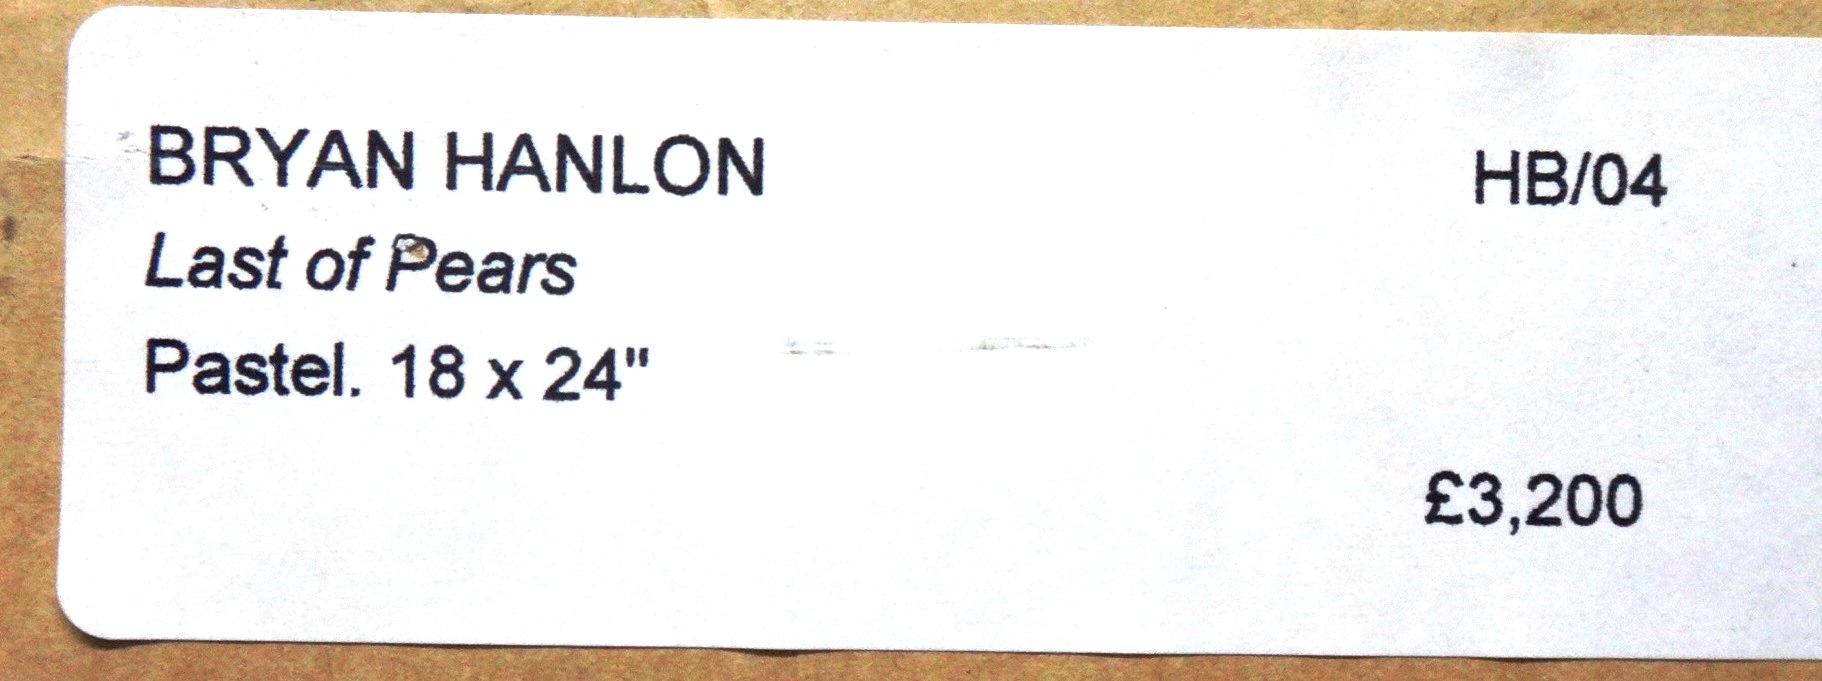 BRYAN HANLON HB/04
Last of Pears
Pastel. 18 x 24"
£3,200